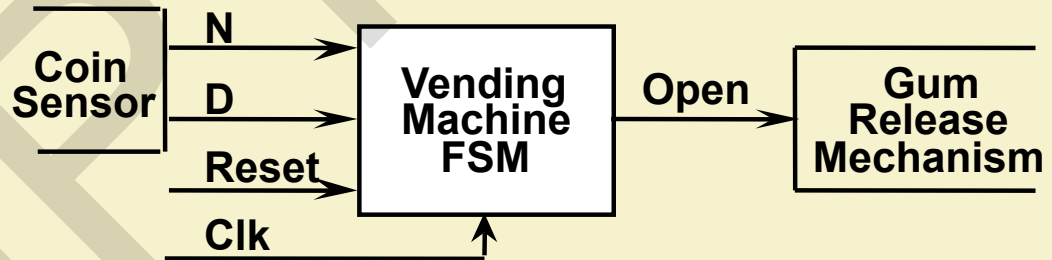 N
Coin
Sensor
D
Reset
Clk
Vending
Machine
FSM
Open
Gum
Release
Mechanism